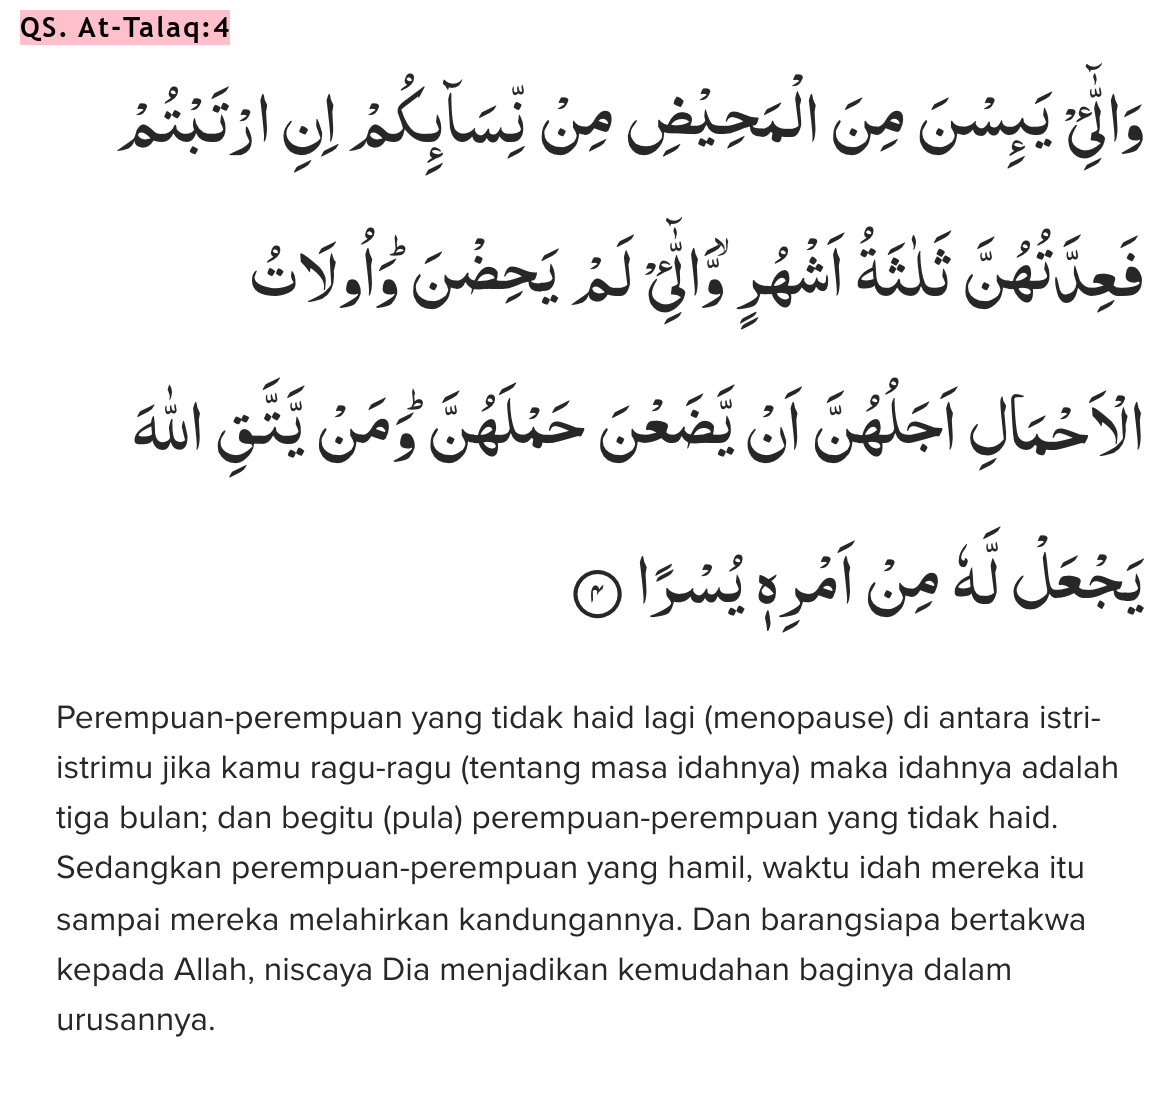 QS. At-Talaq:4
وَالّٰۤـِٔيْ يَىِٕسْنَ مِنَ الْمَحِيْضِ مِنْ نِّسَاۤىِٕكُمْ اِنِ ارْتَبْتُمْ
فَعِدَّتُهُنَّ ثَلٰثَةُ اَشْهُرٍ وَّالّٰۤـِٔيْ لَمْ يَحِضْنَۗ وَاُولَاتُ
الْاَحْمَالِ اَجَلُهُنَّ اَنْ يَّضَعْنَ حَمْلَهُنَّۗ وَمَنْ يَّتَّقِ اللّٰهَ
يَجْعَلْ لَّهٗ مِنْ اَمْرِهٖ يُسْرًا ٤
Perempuan-perempuan yang tidak haid lagi (menopause) di antara istri-
istrimu jika kamu ragu-ragu (tentang masa idahnya) maka idahnya adalah
tiga bulan; dan begitu (pula) perempuan-perempuan yang tidak haid.
Sedangkan perempuan-perempuan yang hamil, waktu idah mereka itu
sampai mereka melahirkan kandungannya. Dan barangsiapa bertakwa
kepada Allah, niscaya Dia menjadikan kemudahan baginya dalam
urusannya.